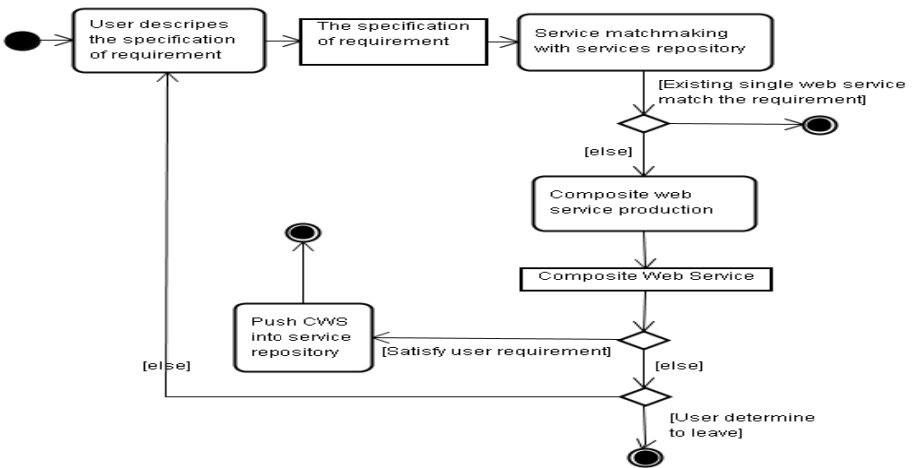 User descripes
the specification
of requirement
The specification
of requirement
Service matchmaking
with services repository
[Existing single web service
match the requirement]
[else]
Composite web
service production
Composite Web Service
Push CWS
into service
repository
[Satisfy user requirement]
[else]
[else]
[User determine
to leave]